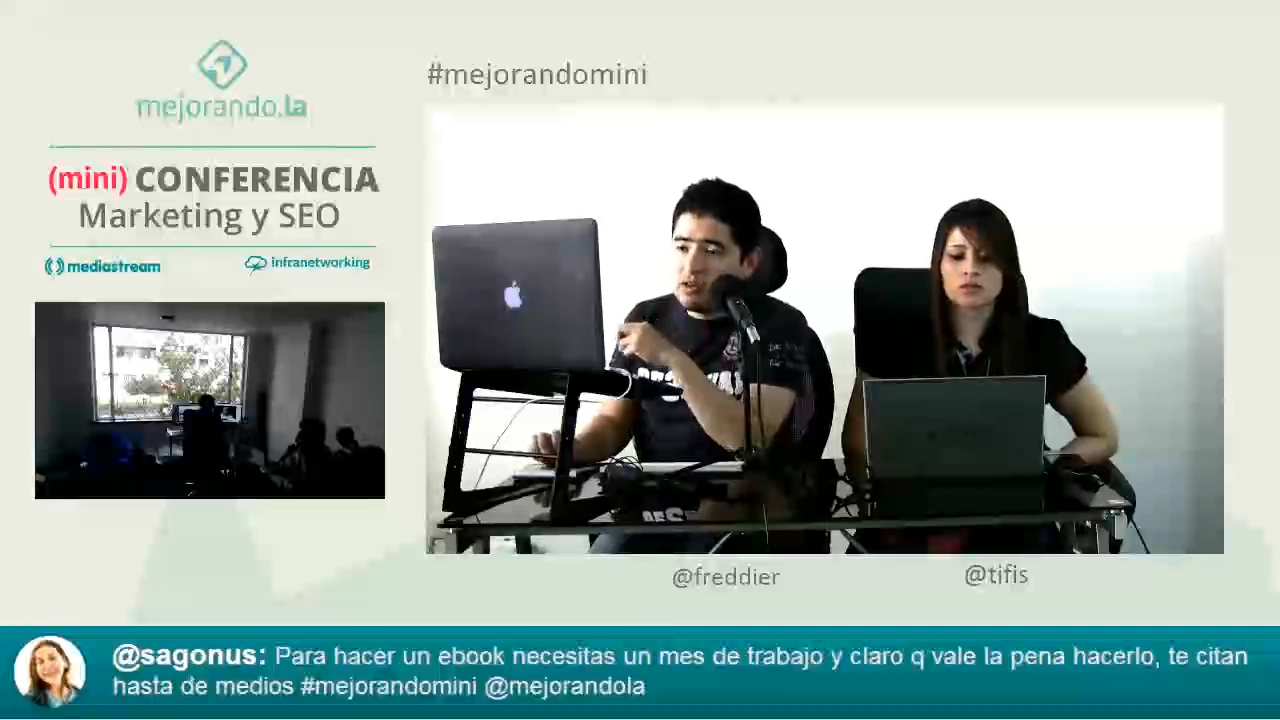 mejorando.la
(mini) CONFERENCIA
Marketing y SEO
mediastream
infranetworking
#mejorandomini
@freddier
@tifis
@sagonus: Para hacer un ebook necesitas un mes de trabajo y claro q vale la pena hacerlo, te citan
hasta de medios #mejorandomini @mejorandola